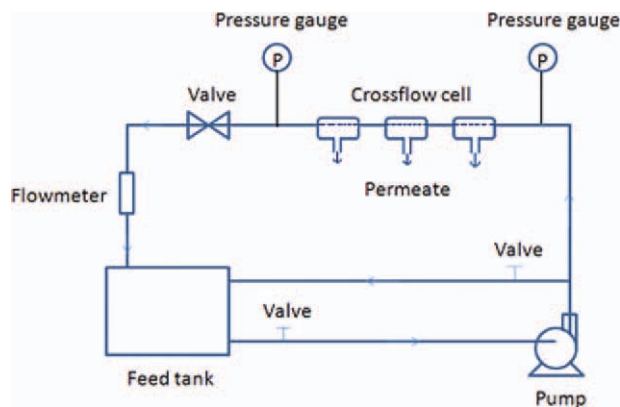 Pressure gauge
Pressure gauge
P
P
Valve
Crossflow cell
Flowmeter
Permeate
Valve
Valve
Feed tank
Pump